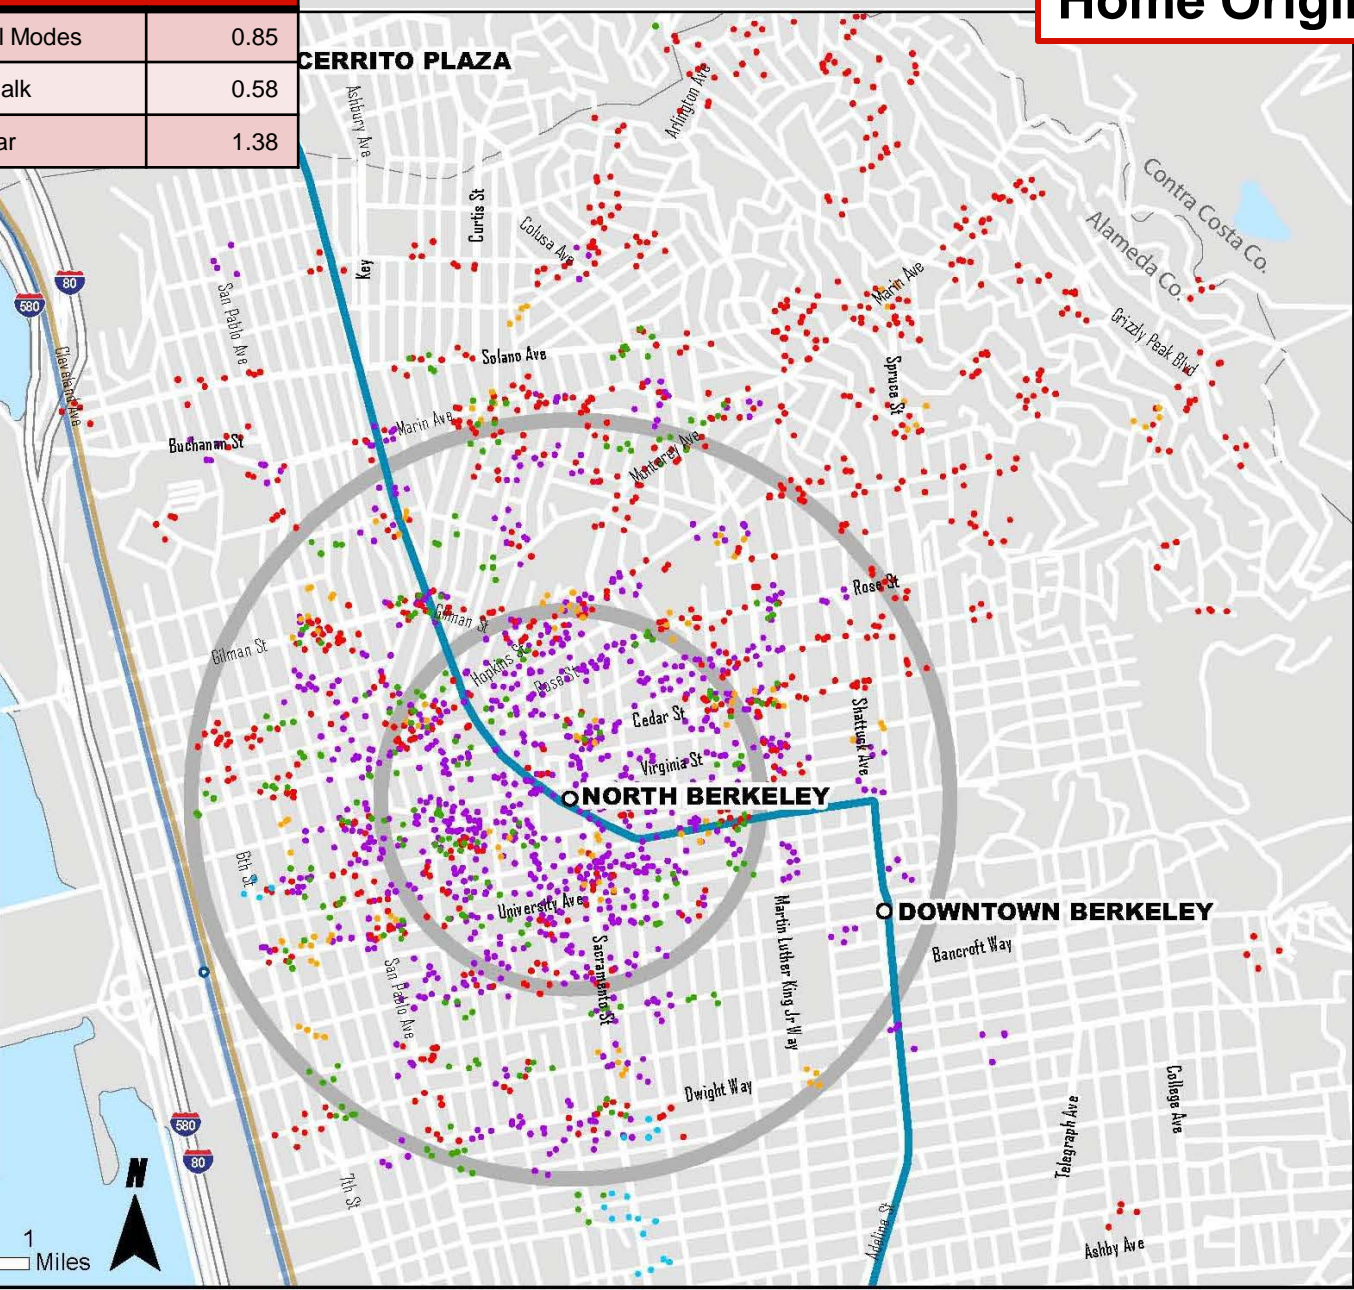 Home Origi
l Modes 0.85
alk 0.58
ar 1.38
CERRITO PLAZA
Arlington Ave
Ashbury Ave
Curtis St
Colusa Ave
Key
Contra Costa Co.
Alameda Co.
80
580
San Pablo Ave
Marin Ave
Grizzly Peak Blvd
Cleveland Ave
Solano Ave
Spruce St
Marin Ave
Buchanan St
Monterey Ave
Rose St
Gilman St
Gilman St
Hopkins St
Rose St
Cedar St
Shattuck Ave
Virginia St
NORTH BERKELEY
6th St
University Ave
Martin Luther King Jr Way
DOWNTOWN BERKELEY
Bancroft Way
Sacramento St
San Pablo Ave
Dwight Way
College Ave
Telegraph Ave
580
80
N
7th St
Adeline St
Ashby Ave
1
Miles